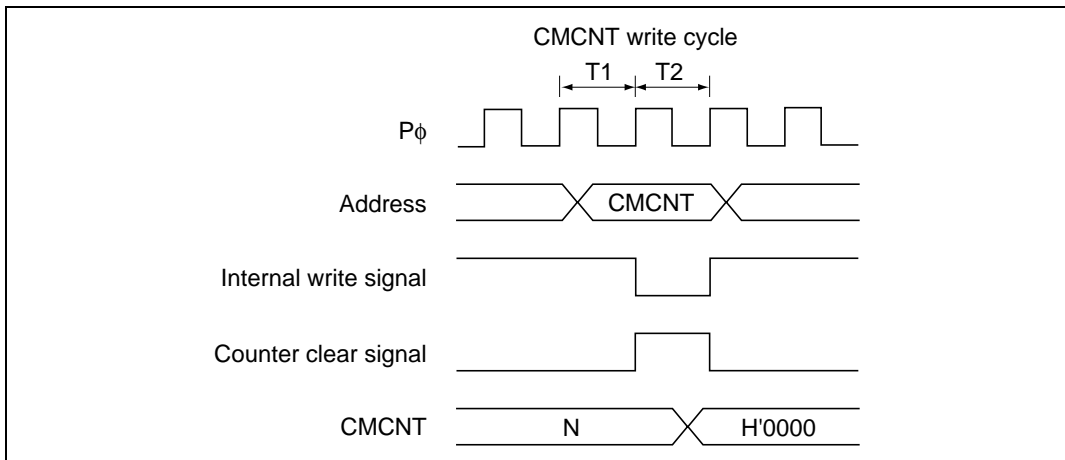 CMCNT write cycle
T1 T2
Pϕ
Address CMCNT
Internal write signal
Counter clear signal
CMCNT N H'0000